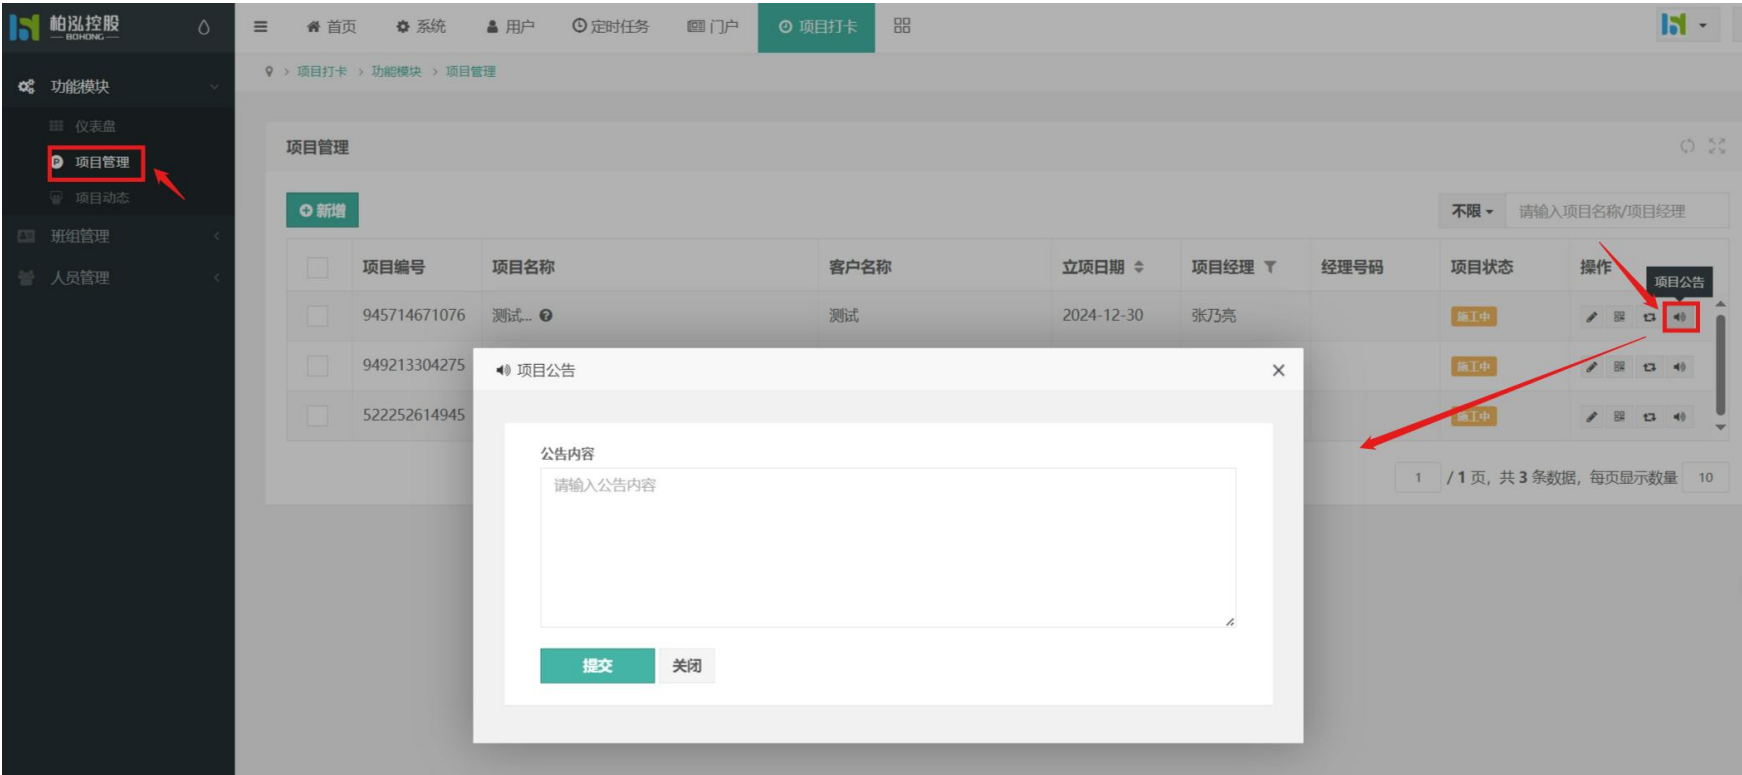 柏泓控股
BOHONG
首页
系统
用户
定时任务
门户
项目打卡
> 项目打卡 > 功能模块 > 项目管理
功能模块
仪表盘
项目管理
项目动态
班组管理
人员管理
项目管理
新增
不限
请输入项目名称/项目经理
项目编号 项目名称 客户名称 立项日期 项目经理 经理号码 项目状态 操作
项目公告
945714671076 测试... 测试 2024-12-30 张乃亮 施工中
949213304275 施工中
522252614945 施工中
1 / 1 页，共 3 条数据，每页显示数量 10
项目公告
公告内容
请输入公告内容
提交
关闭